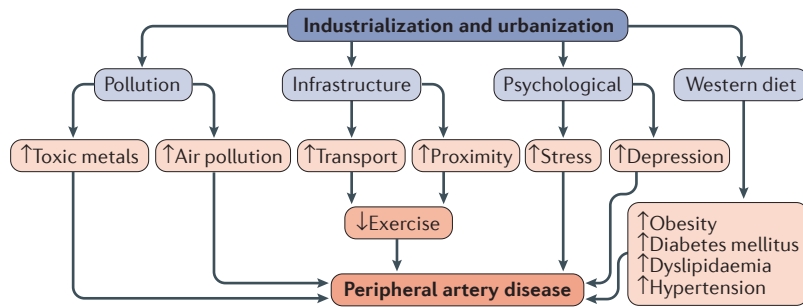 Industrialization and urbanization
Pollution
Infrastructure
Psychological
Western diet
↑Toxic metals
↑Air pollution
↑Transport
↑Proximity
↑Stress
↑Depression
↓Exercise
↑Obesity
↑Diabetes mellitus
↑Dyslipidaemia
↑Hypertension
Peripheral artery disease